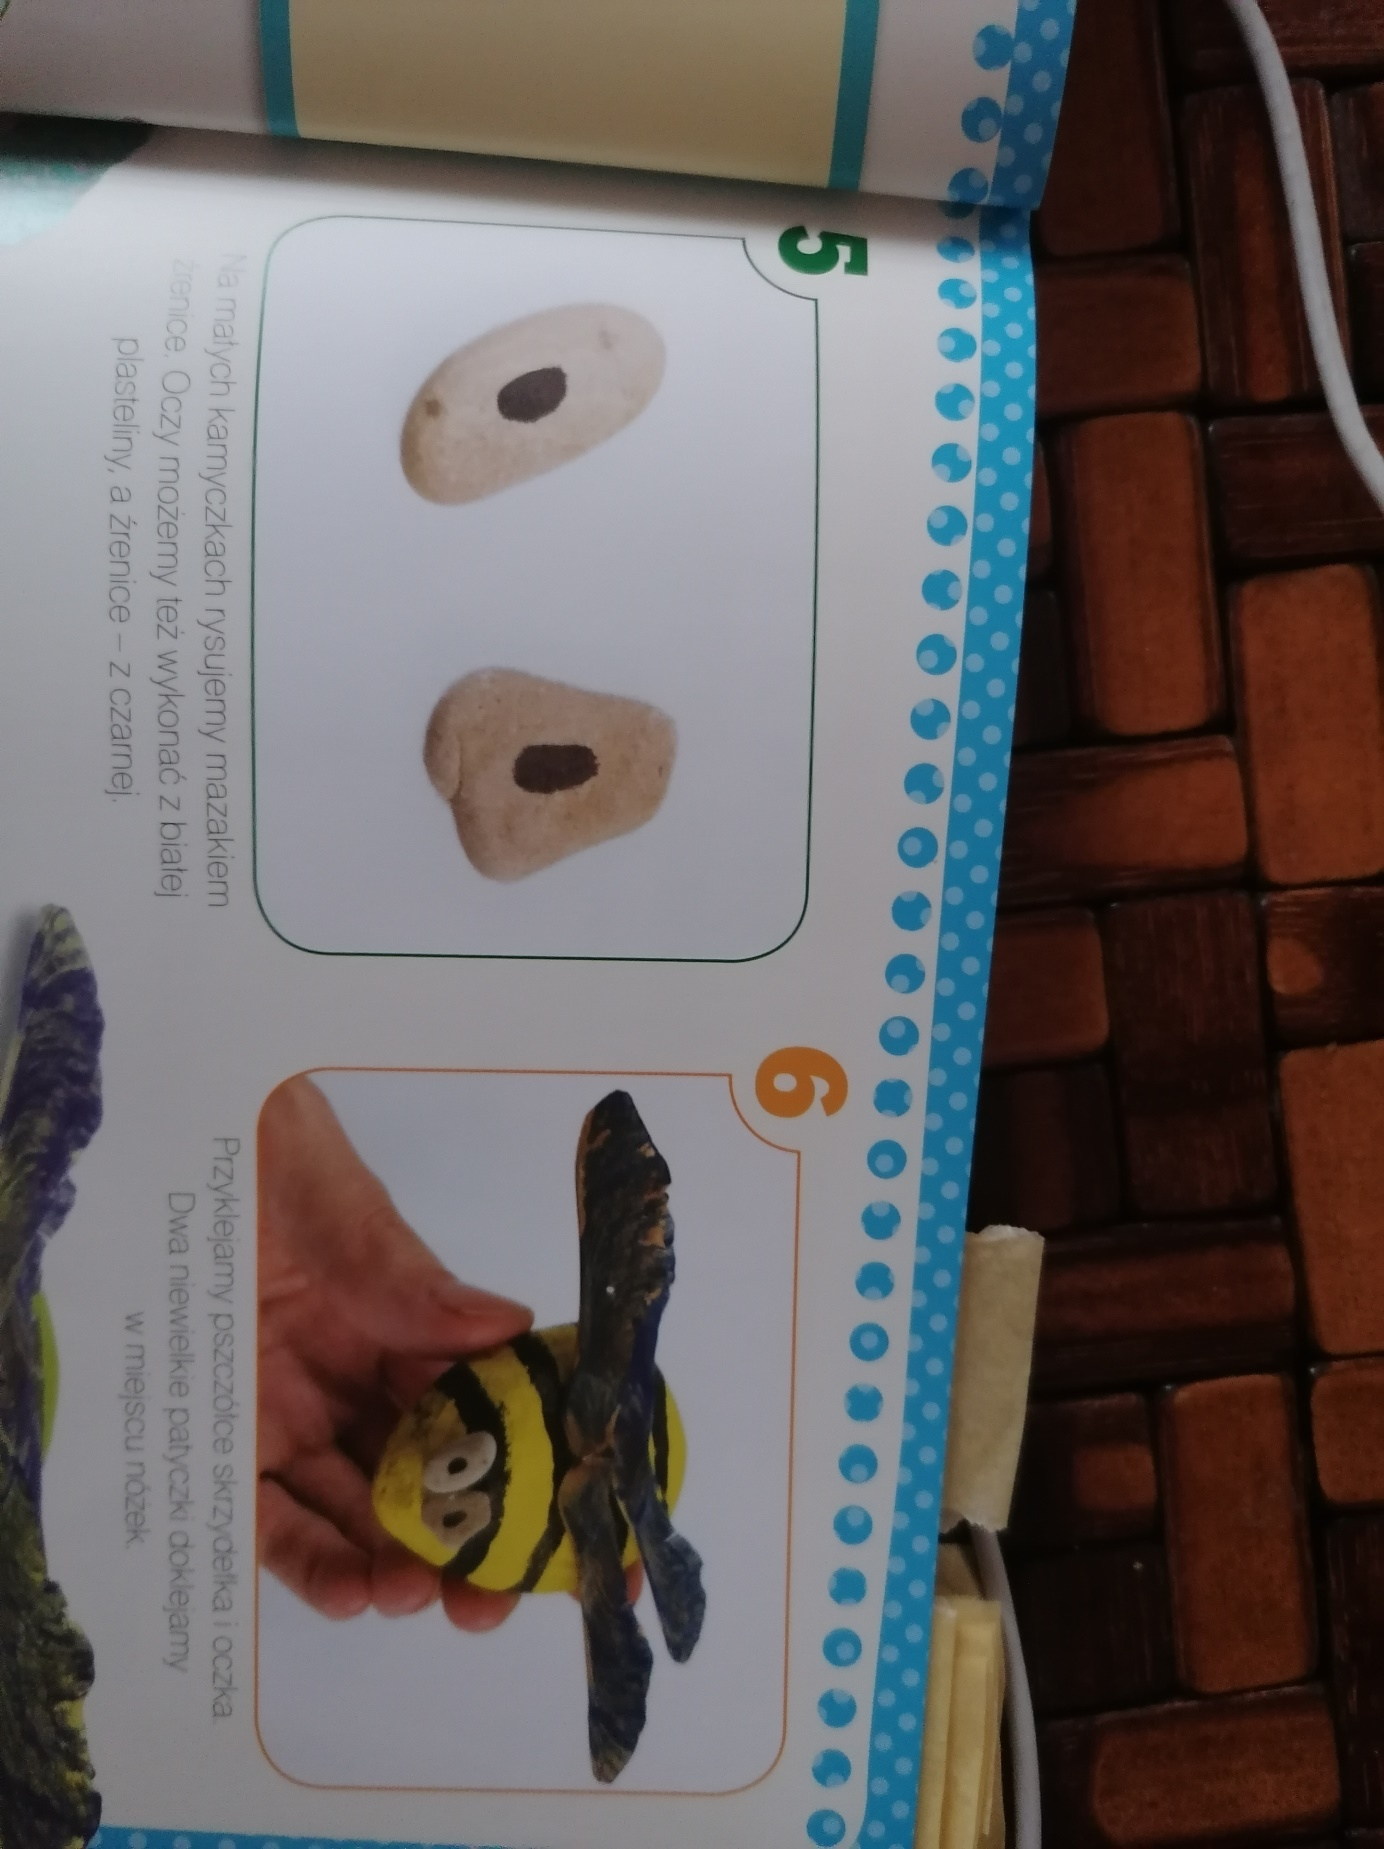 5
Na małych kamyczkach rysujemy mazakiem
źrenice. Oczy możemy też wykonać z białej
plasteliny, a źrenice – z czarnej.
6
Przyklejamy pszczółce skrzydełka i oczka.
Dwa niewielkie patyczki doklejamy
w miejscu nóżek.